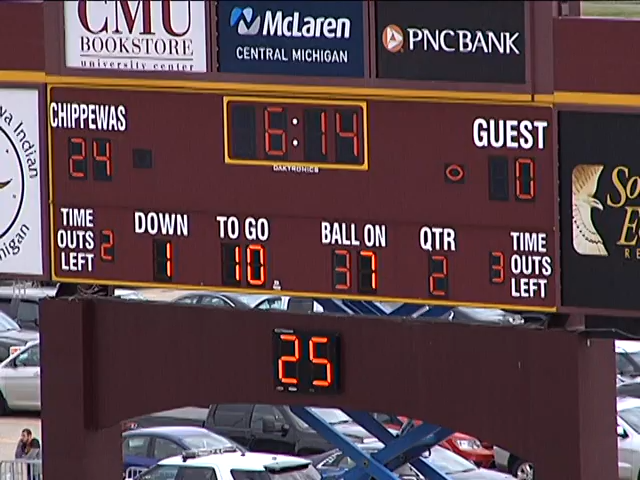 CMU
BOOKSTORE
university center
McLaren
CENTRAL MICHIGAN
PNCBANK
CHIPPEWAS
24
6:14
DAKTRONICS
GUEST
0
TIME
OUTS
LEFT
2
DOWN
1
TO GO
10
BALL ON
37
QTR
2
3
TIME
OUTS
LEFT
25